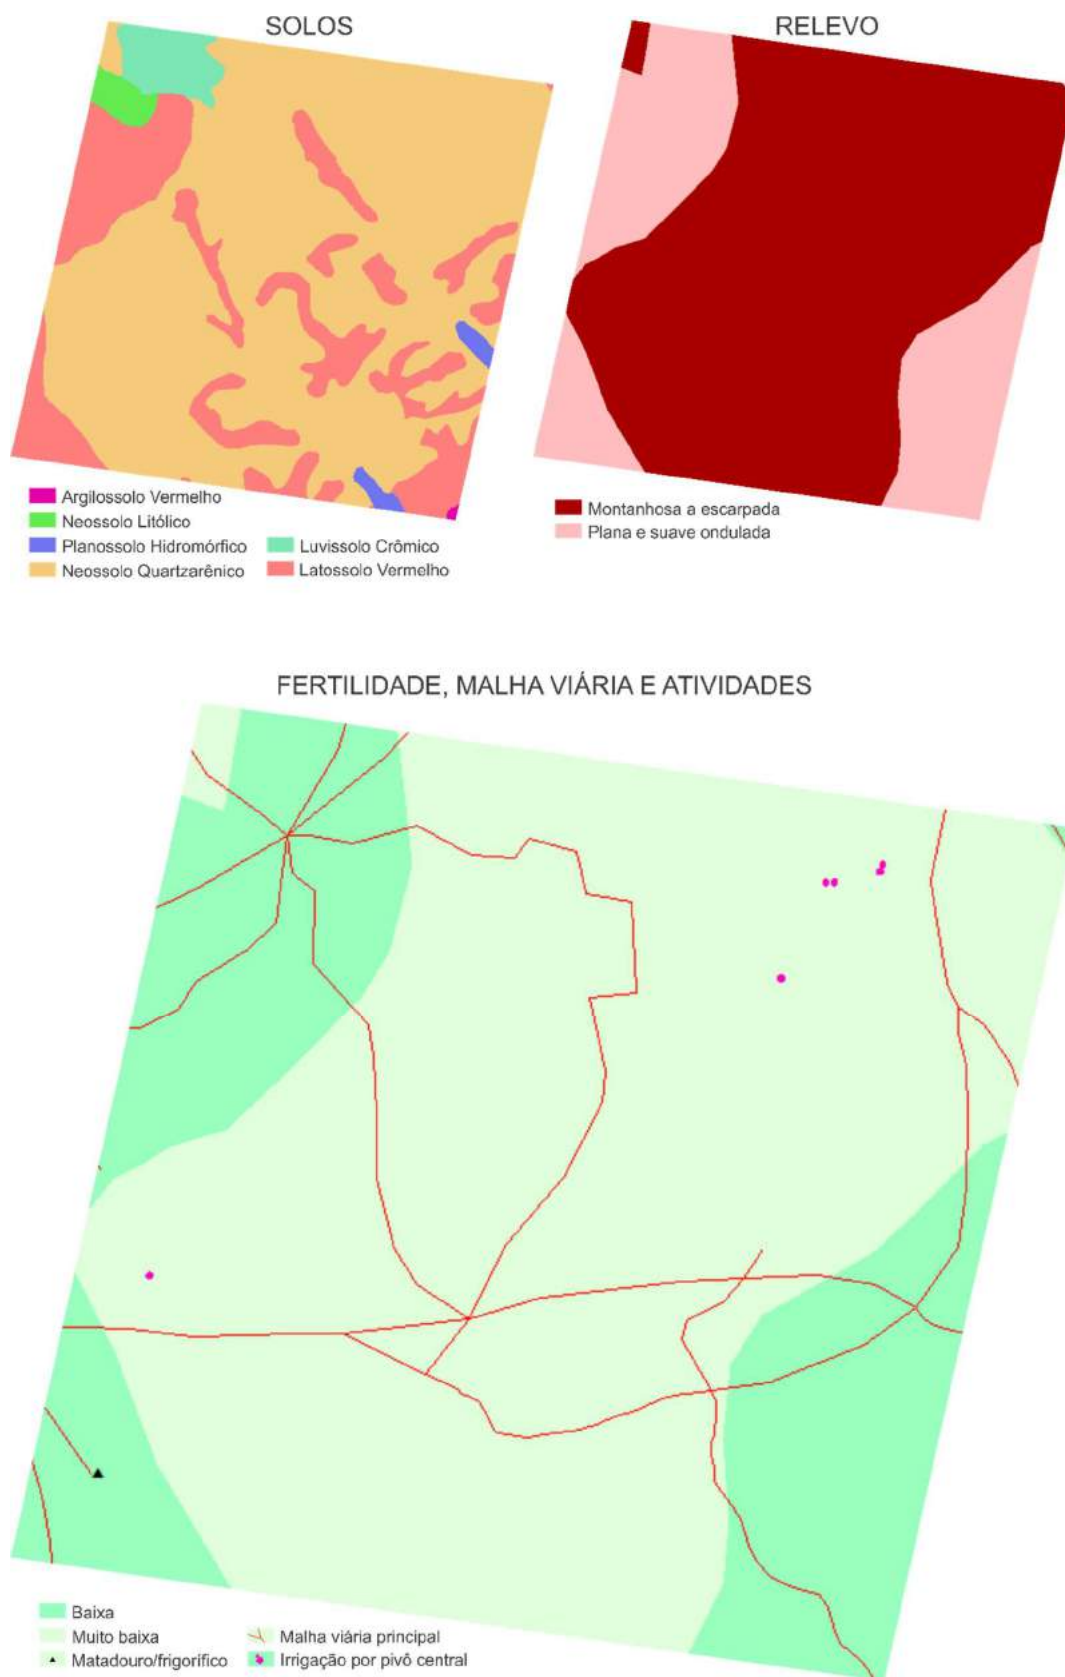 SOLOS
RELEVO
Argilossolo Vermelho
Neossolo Litólico
Planossolo Hidromórfico
Luvissolo Crômico
Neossolo Quartzarênico
Latossolo Vermelho
Montanhosa a escarpada
Plana e suave ondulada
FERTILIDADE, MALHA VIÁRIA E ATIVIDADES
Baixa
Muito baixa
Malha viária principal
Matadouro/frigorífico
Irrigação por pivô central